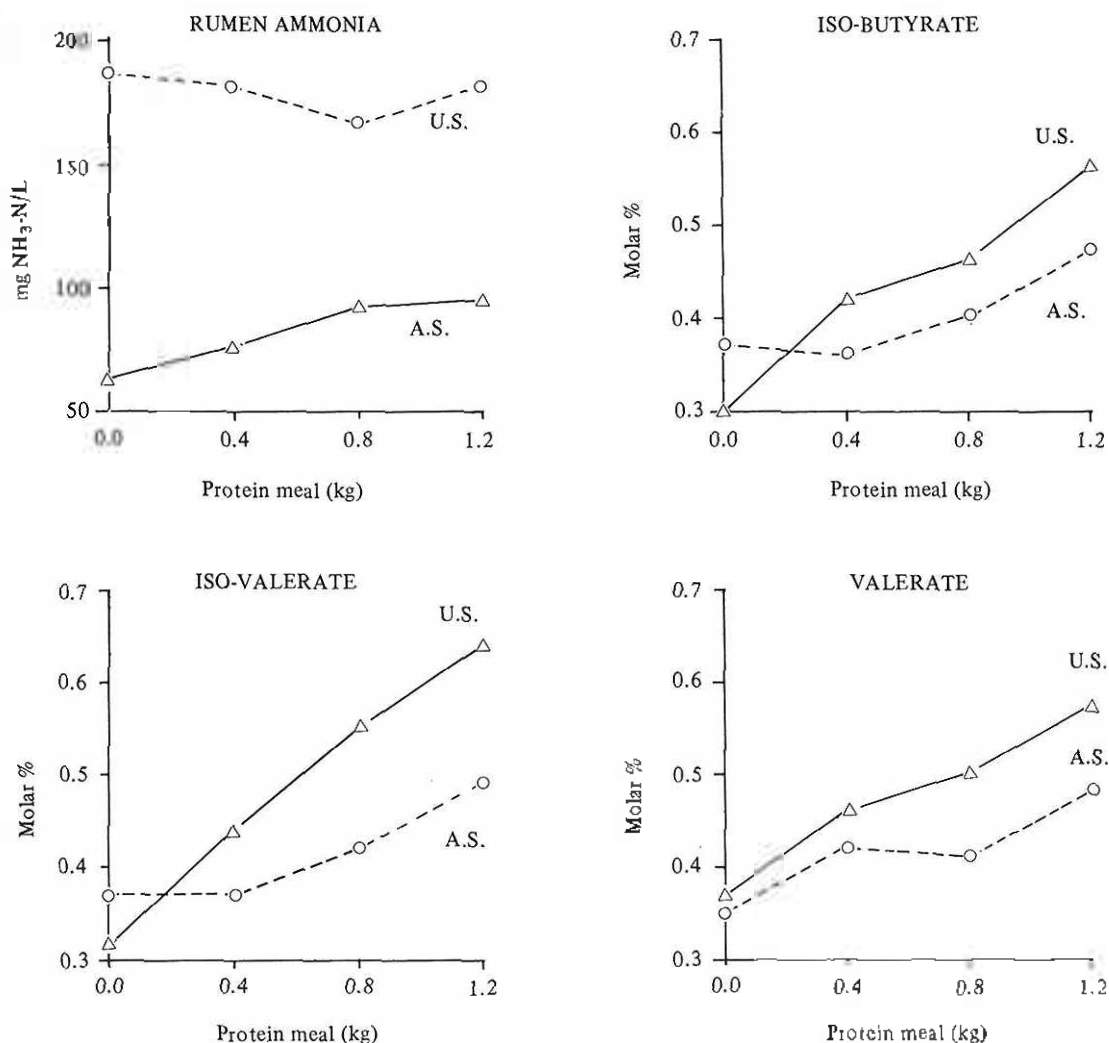 RUMEN AMMONIA
200
150
100
50
mg NH₃-N/L
U.S.
A.S.
0.0 0.4 0.8 1.2
Protein meal (kg)
ISO-BUTYRATE
0.7
0.6
0.5
0.4
0.3
Molar %
U.S.
A.S.
0.0 0.4 0.8 1.2
Protein meal (kg)
ISO-VALERATE
0.7
0.6
0.5
0.4
0.3
Molar %
U.S.
A.S.
0.0 0.4 0.8 1.2
Protein meal (kg)
VALERATE
0.7
0.6
0.5
0.4
0.3
Molar %
U.S.
A.S.
0.0 0.4 0.8 1.2
Protein meal (kg)